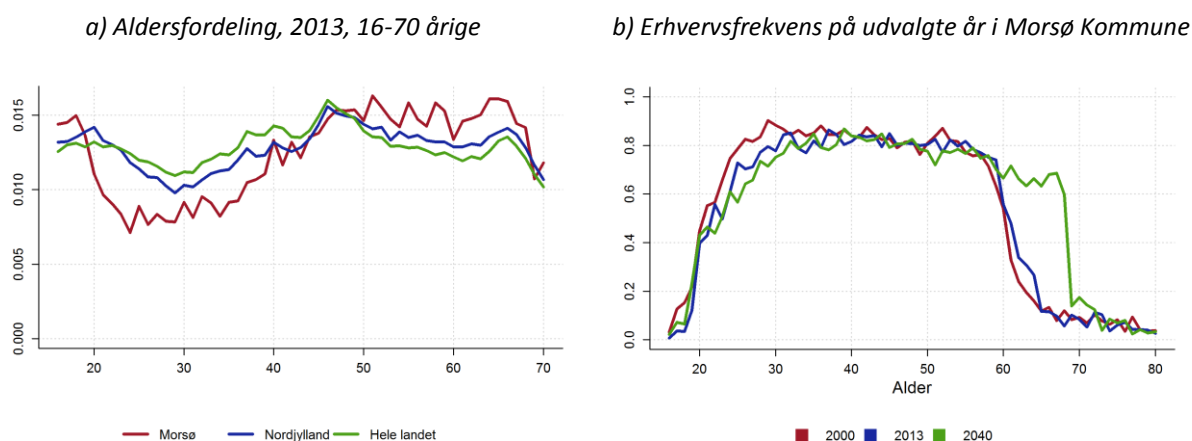 a) Aldersfordeling, 2013, 16-70 årige
b) Erhvervsfrekvens på udvalgte år i Morsø Kommune
0.015
0.010
0.005
0.000
20 30 40 50 60 70
Morsø Nordjylland Hele landet
1.0
0.8
0.6
0.4
0.2
0.0
20 30 40 50 60 70 80
Alder
2000 2013 2040